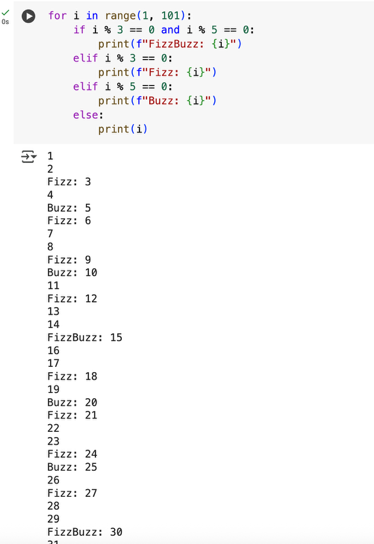 0s
for i in range(1, 101):
    if i % 3 == 0 and i % 5 == 0:
        print(f"FizzBuzz: {i}")
    elif i % 3 == 0:
        print(f"Fizz: {i}")
    elif i % 5 == 0:
        print(f"Buzz: {i}")
    else:
        print(i)
1
2
Fizz: 3
4
Buzz: 5
Fizz: 6
7
8
Fizz: 9
Buzz: 10
11
Fizz: 12
13
14
FizzBuzz: 15
16
17
Fizz: 18
19
Buzz: 20
Fizz: 21
22
23
Fizz: 24
Buzz: 25
26
Fizz: 27
28
29
FizzBuzz: 30